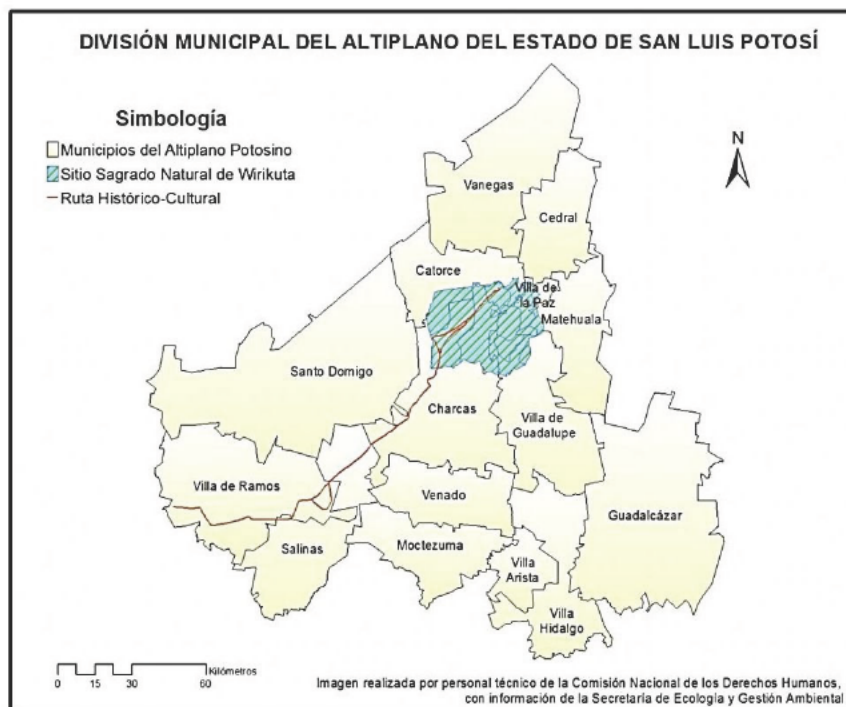 DIVISIÓN MUNICIPAL DEL ALTIPLANO DEL ESTADO DE SAN LUIS POTOSÍ
Simbología
Municipios del Altiplano Potosino
Sitio Sagrado Natural de Wirikuta
Ruta Histórico-Cultural
N
Vanegas
Cedral
Catorce
Villa de
la Paz
Matehuala
Santo Domigo
Charcas
Villa de
Guadalupe
Villa de Ramos
Venado
Guadalcázar
Salinas
Moctezuma
Villa
Arista
Villa
Hidalgo
Kilómetros
0 7.5 15 30 60
Imagen realizada por personal técnico de la Comisión Nacional de los Derechos Humanos,
con información de la Secretaría de Ecología y Gestión Ambiental